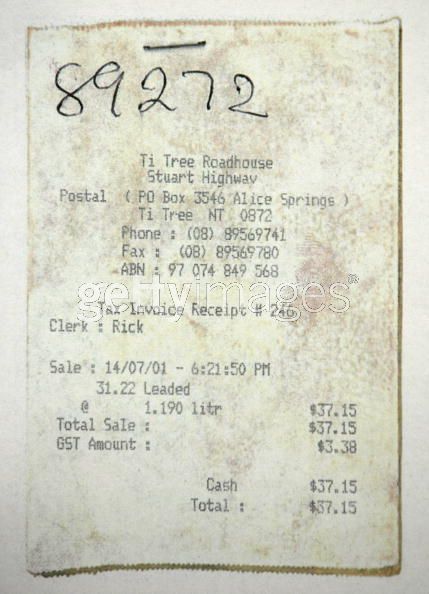 89272
Ti Tree Roadhouse
Stuart Highway
Postal ( PO Box 3546 Alice Springs )
Ti Tree NT 0872
Phone : (08) 89569741
Fax : (08) 89569780
ABN : 97 074 849 568
gettyimages®
Tax Invoice Receipt # 246
Clerk : Rick
Sale : 14/07/01 - 6:21:50 PM
31.22 Leaded
@ 1.190 litr $37.15
Total Sale : $37.15
GST Amount : $3.38
Cash $37.15
Total : $37.15